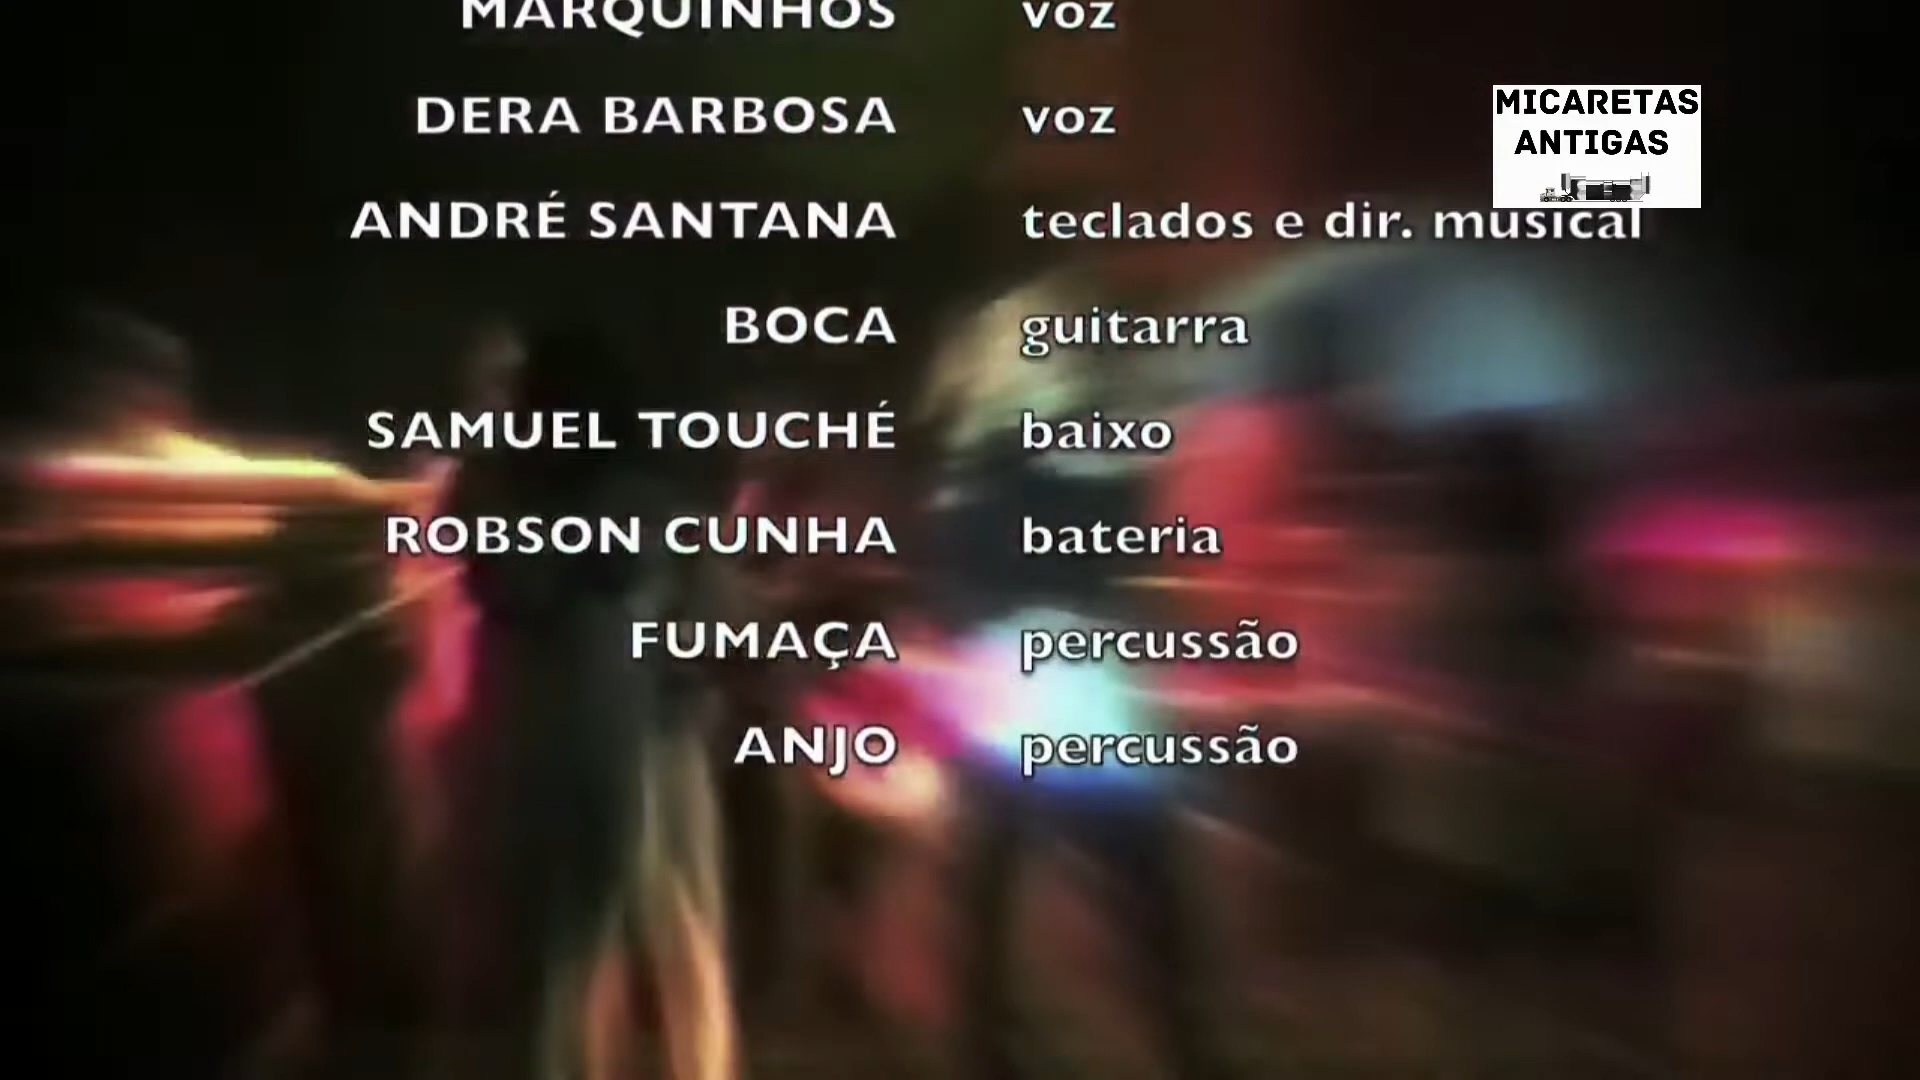 MARQUINHOS voz
DERA BARBOSA voz
ANDRÉ SANTANA teclados e dir. musical
BOCA guitarra
SAMUEL TOUCHÉ baixo
ROBSON CUNHA bateria
FUMAÇA percussão
ANJO percussão
MICARETAS
ANTIGAS